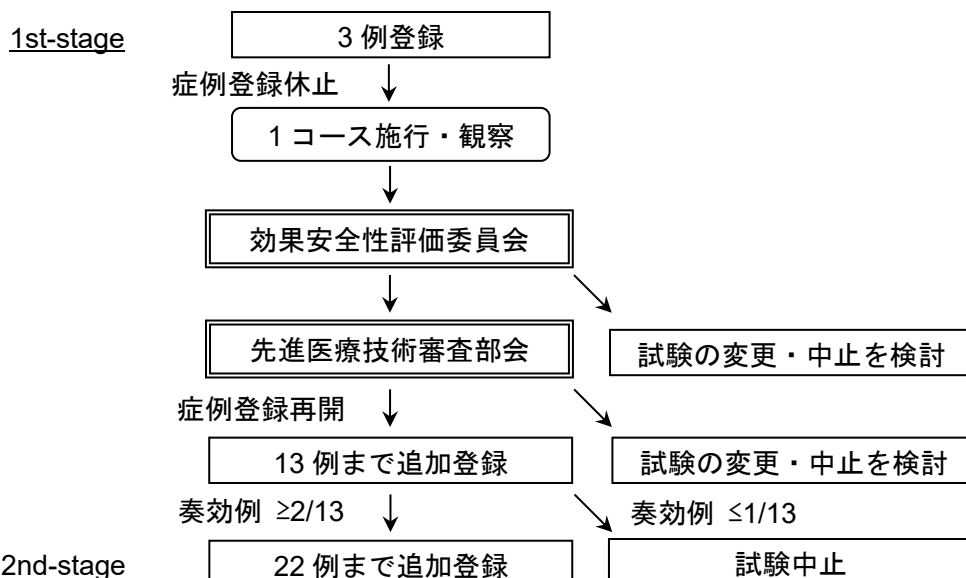 1st-stage
3 例登録
症例登録休止
1 コース施行・観察
効果安全性評価委員会
先進医療技術審査部会
試験の変更・中止を検討
症例登録再開
13 例まで追加登録
試験の変更・中止を検討
奏効例 ≥2/13
奏効例 ≤1/13
2nd-stage
22 例まで追加登録
試験中止